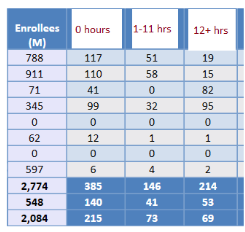 Enrollees (M) 0 hours 1-11 hrs 12+ hrs
788 117 51 19
911 110 58 15
71 41 0 82
345 99 32 95
0 0 0 0
62 12 1 1
0 0 0 0
597 6 4 2
2,774 385 146 214
548 140 41 53
2,084 215 73 69